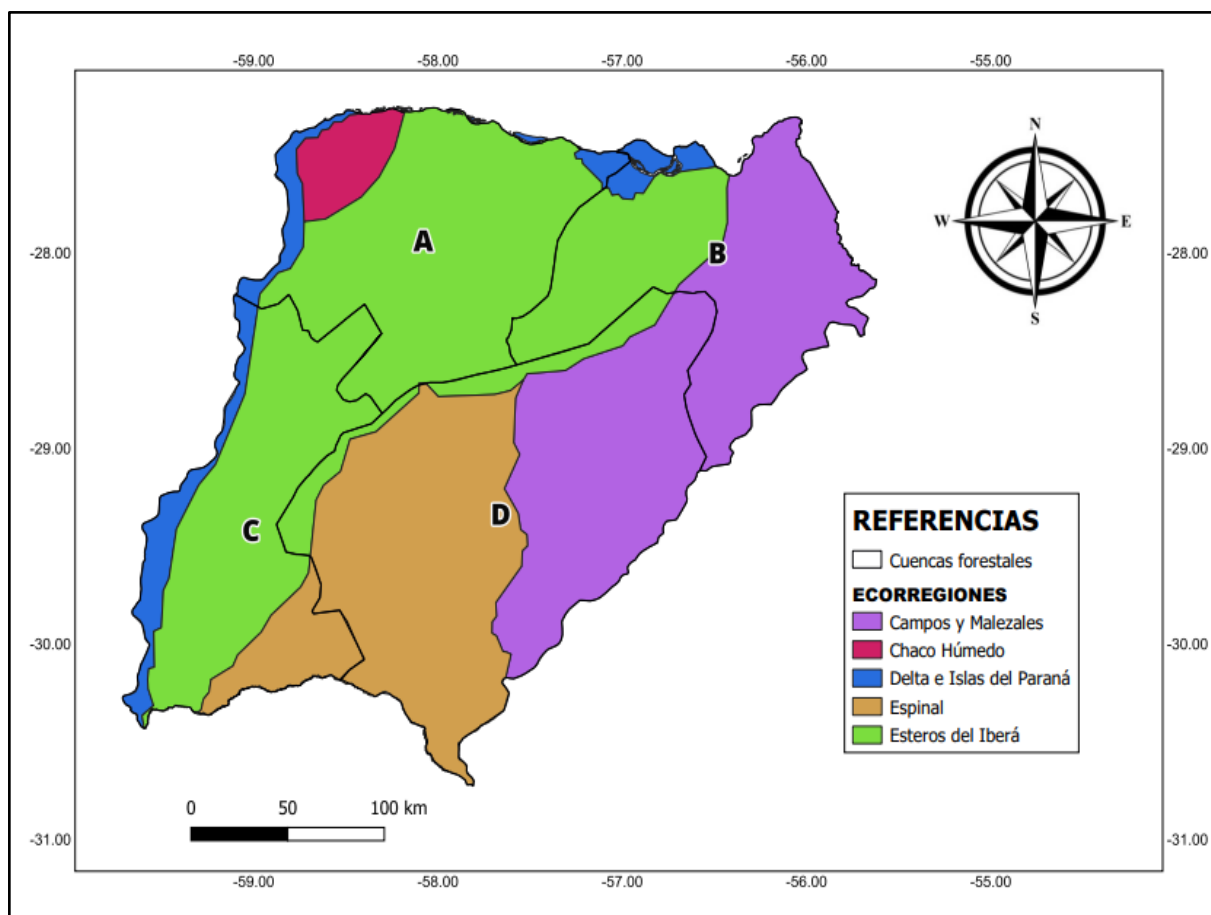 -59.00 -58.00 -57.00 -56.00 -55.00
N
W E
S
-28.00 A B -28.00
-29.00 -29.00
C D
REFERENCIAS
Cuencas forestales
ECORREGIONES
Campos y Malezales
-30.00 Chaco Húmedo -30.00
Delta e Islas del Paraná
Espinal
Esteros del Iberá
0 50 100 km
-31.00 -31.00
-59.00 -58.00 -57.00 -56.00 -55.00